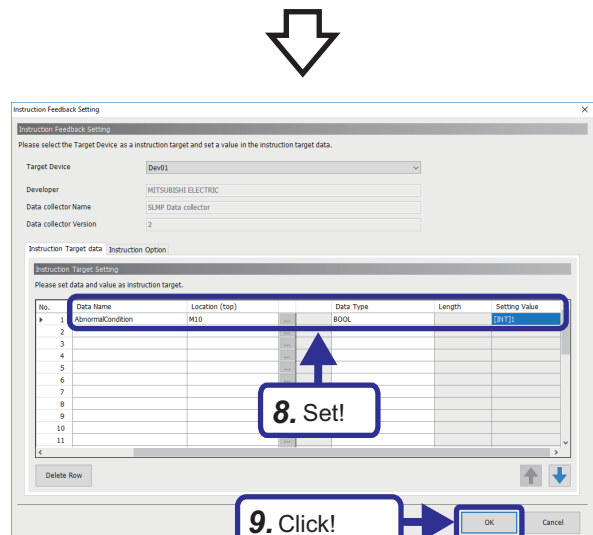 Instruction Feedback Setting
Instruction Feedback Setting
Please select the Target Device as a instruction target and set a value in the instruction target data.
Target Device Dev01
Developer MITSUBISHI ELECTRIC
Data collector Name SLMP Data collector
Data collector Version 2
Instruction Target data Instruction Option
Instruction Target Setting
Please set data and value as instruction target.
No. Data Name Location (top) Data Type Length Setting Value
1 AbnormalCondition M10 ... BOOL [INT]1
2 ...
3 ...
4 ...
5 ...
6 ...
7
8
9
10
11 ...
8. Set!
Delete Row
9. Click!
OK Cancel